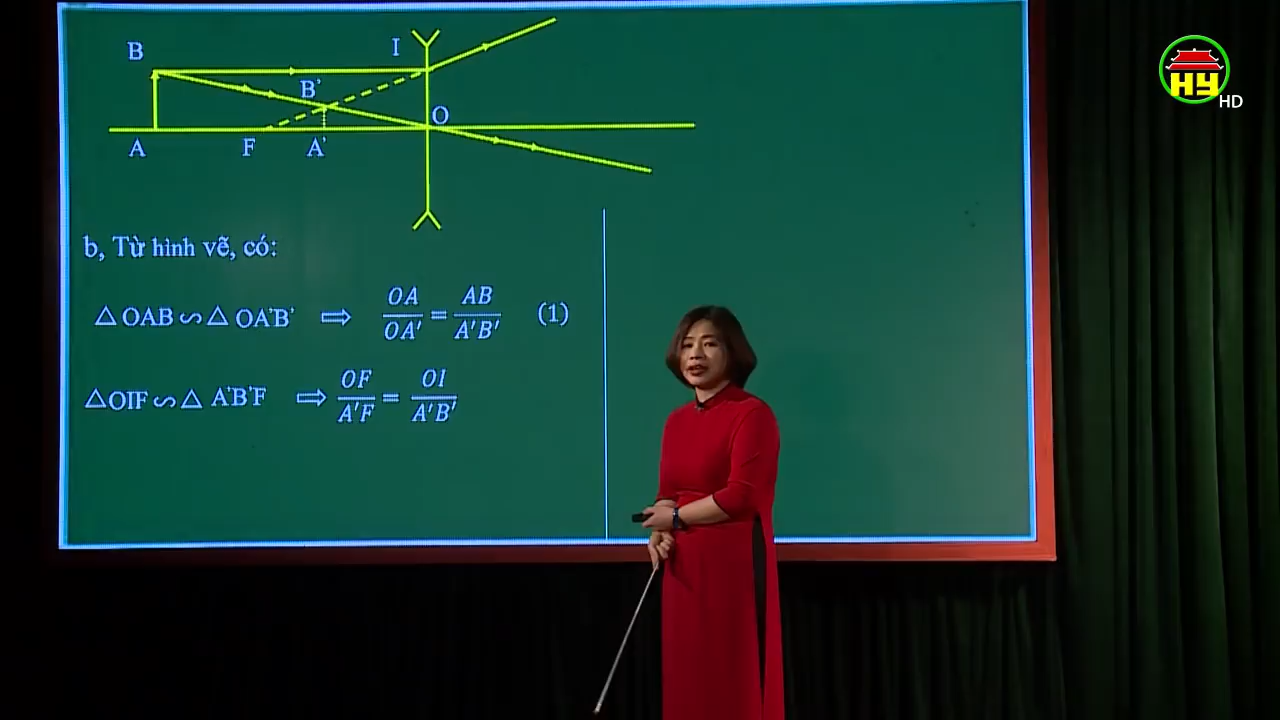 B
I
B'
O
A
F
A'
b, Từ hình vẽ, có:
△ OAB ∽ △ OA'B' ⇒ OA/OA' = AB/A'B' (1)
△OIF ∽ △ A'B'F ⇒ OF/A'F = OI/A'B'
HY
HD